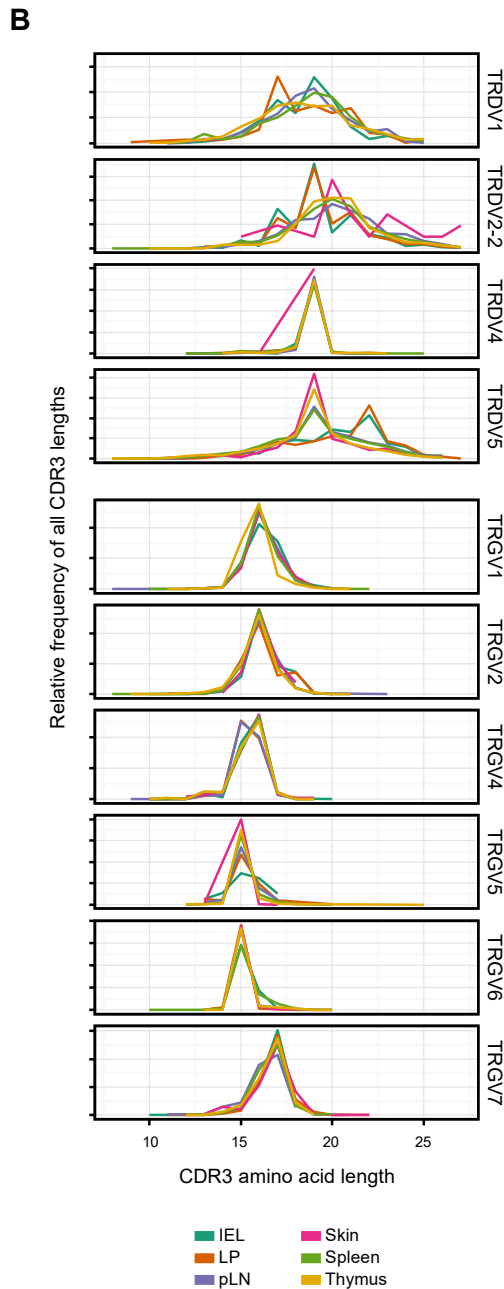 B
Relative frequency of all CDR3 lengths
TRDV1
TRDV2-2
TRDV4
TRDV5
TRGV1
TRGV2
TRGV4
TRGV5
TRGV6
TRGV7
10 15 20 25
CDR3 amino acid length
IEL Skin
LP Spleen
pLN Thymus